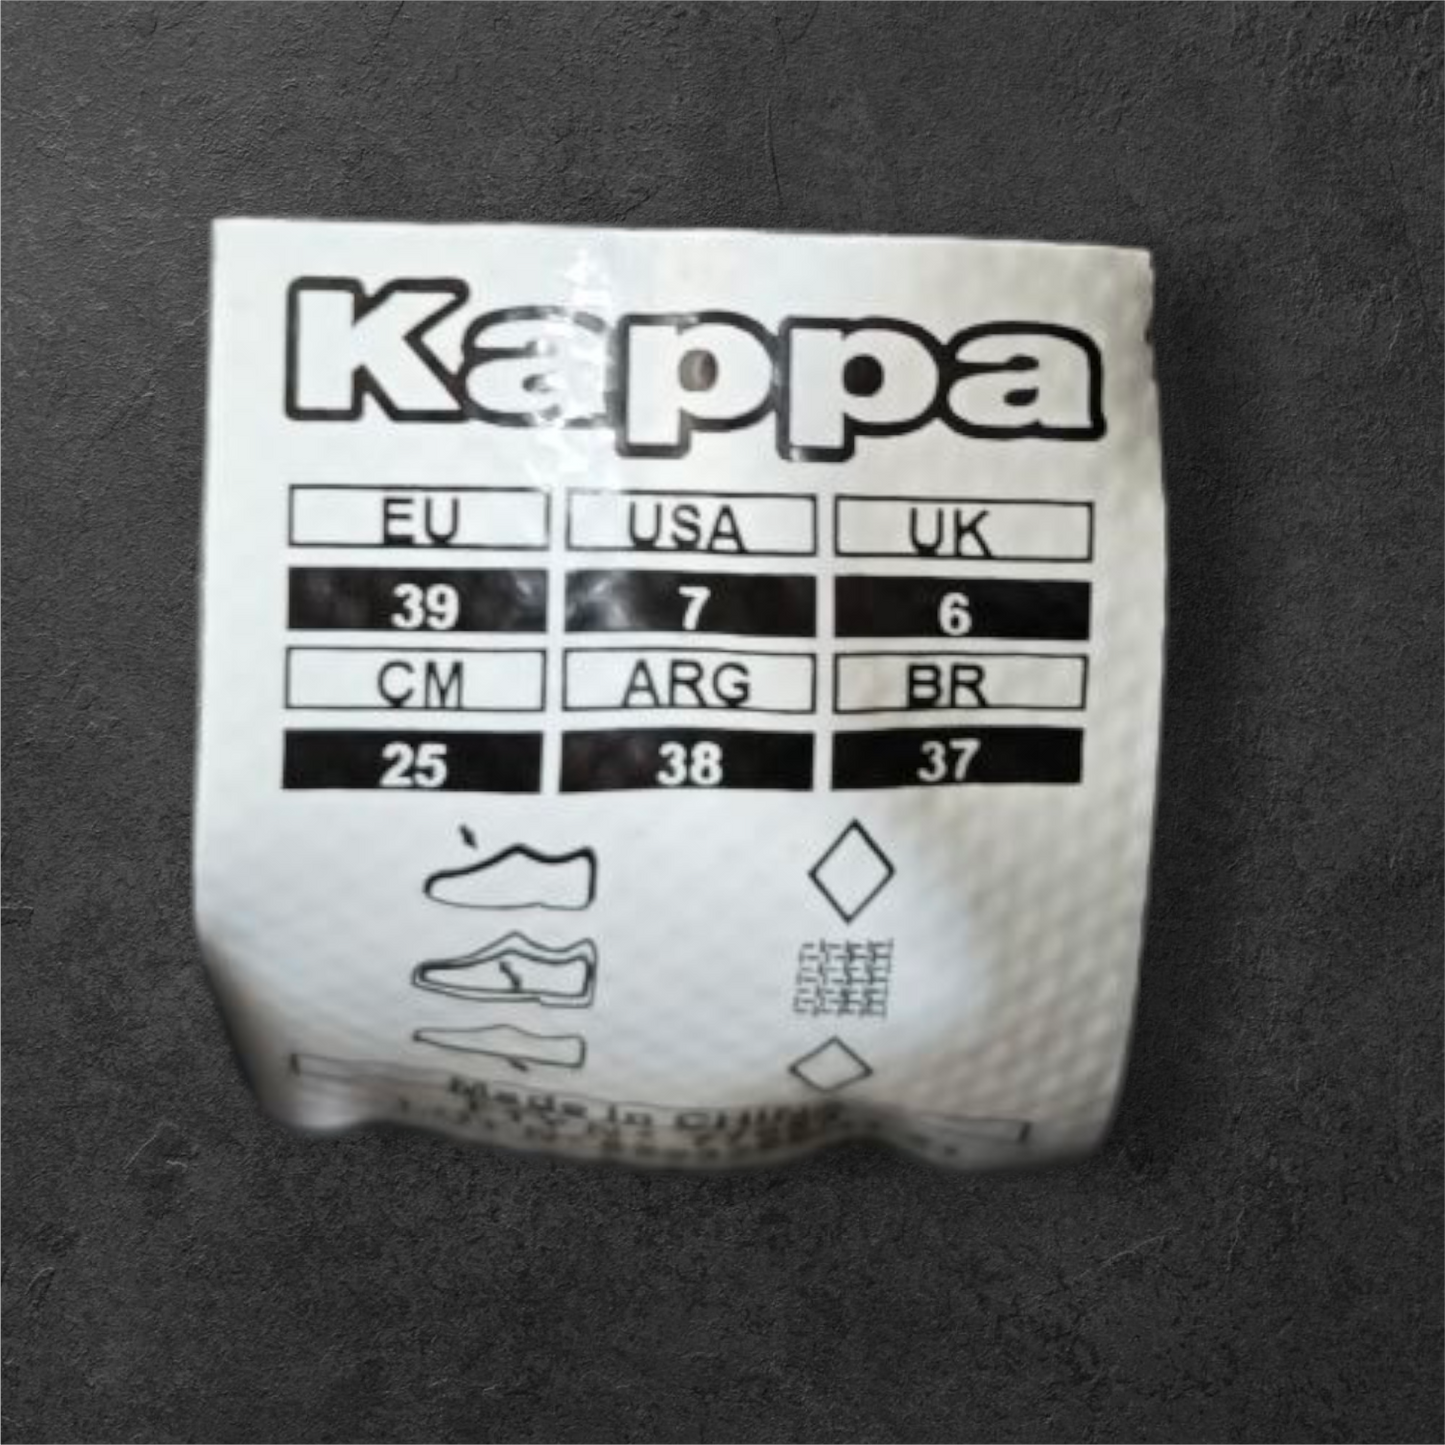 Kappa
EU USA UK
39 7 6
CM ARG BR
25 38 37
Made in CHINA